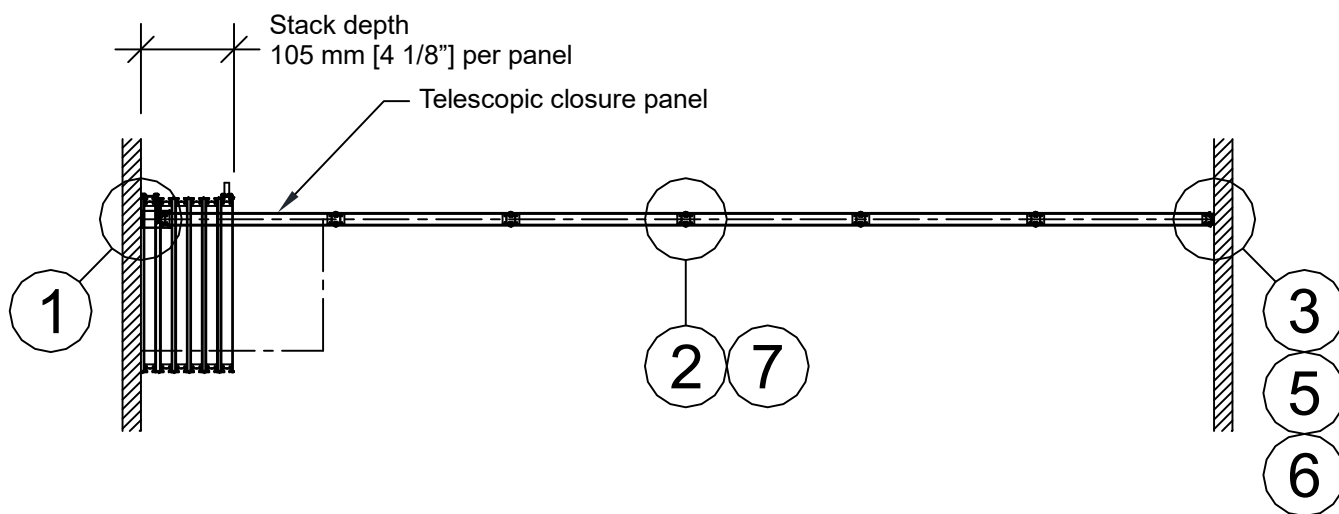 Stack depth
105 mm [4 1/8”] per panel
Telescopic closure panel
1
2 7
3
5
6